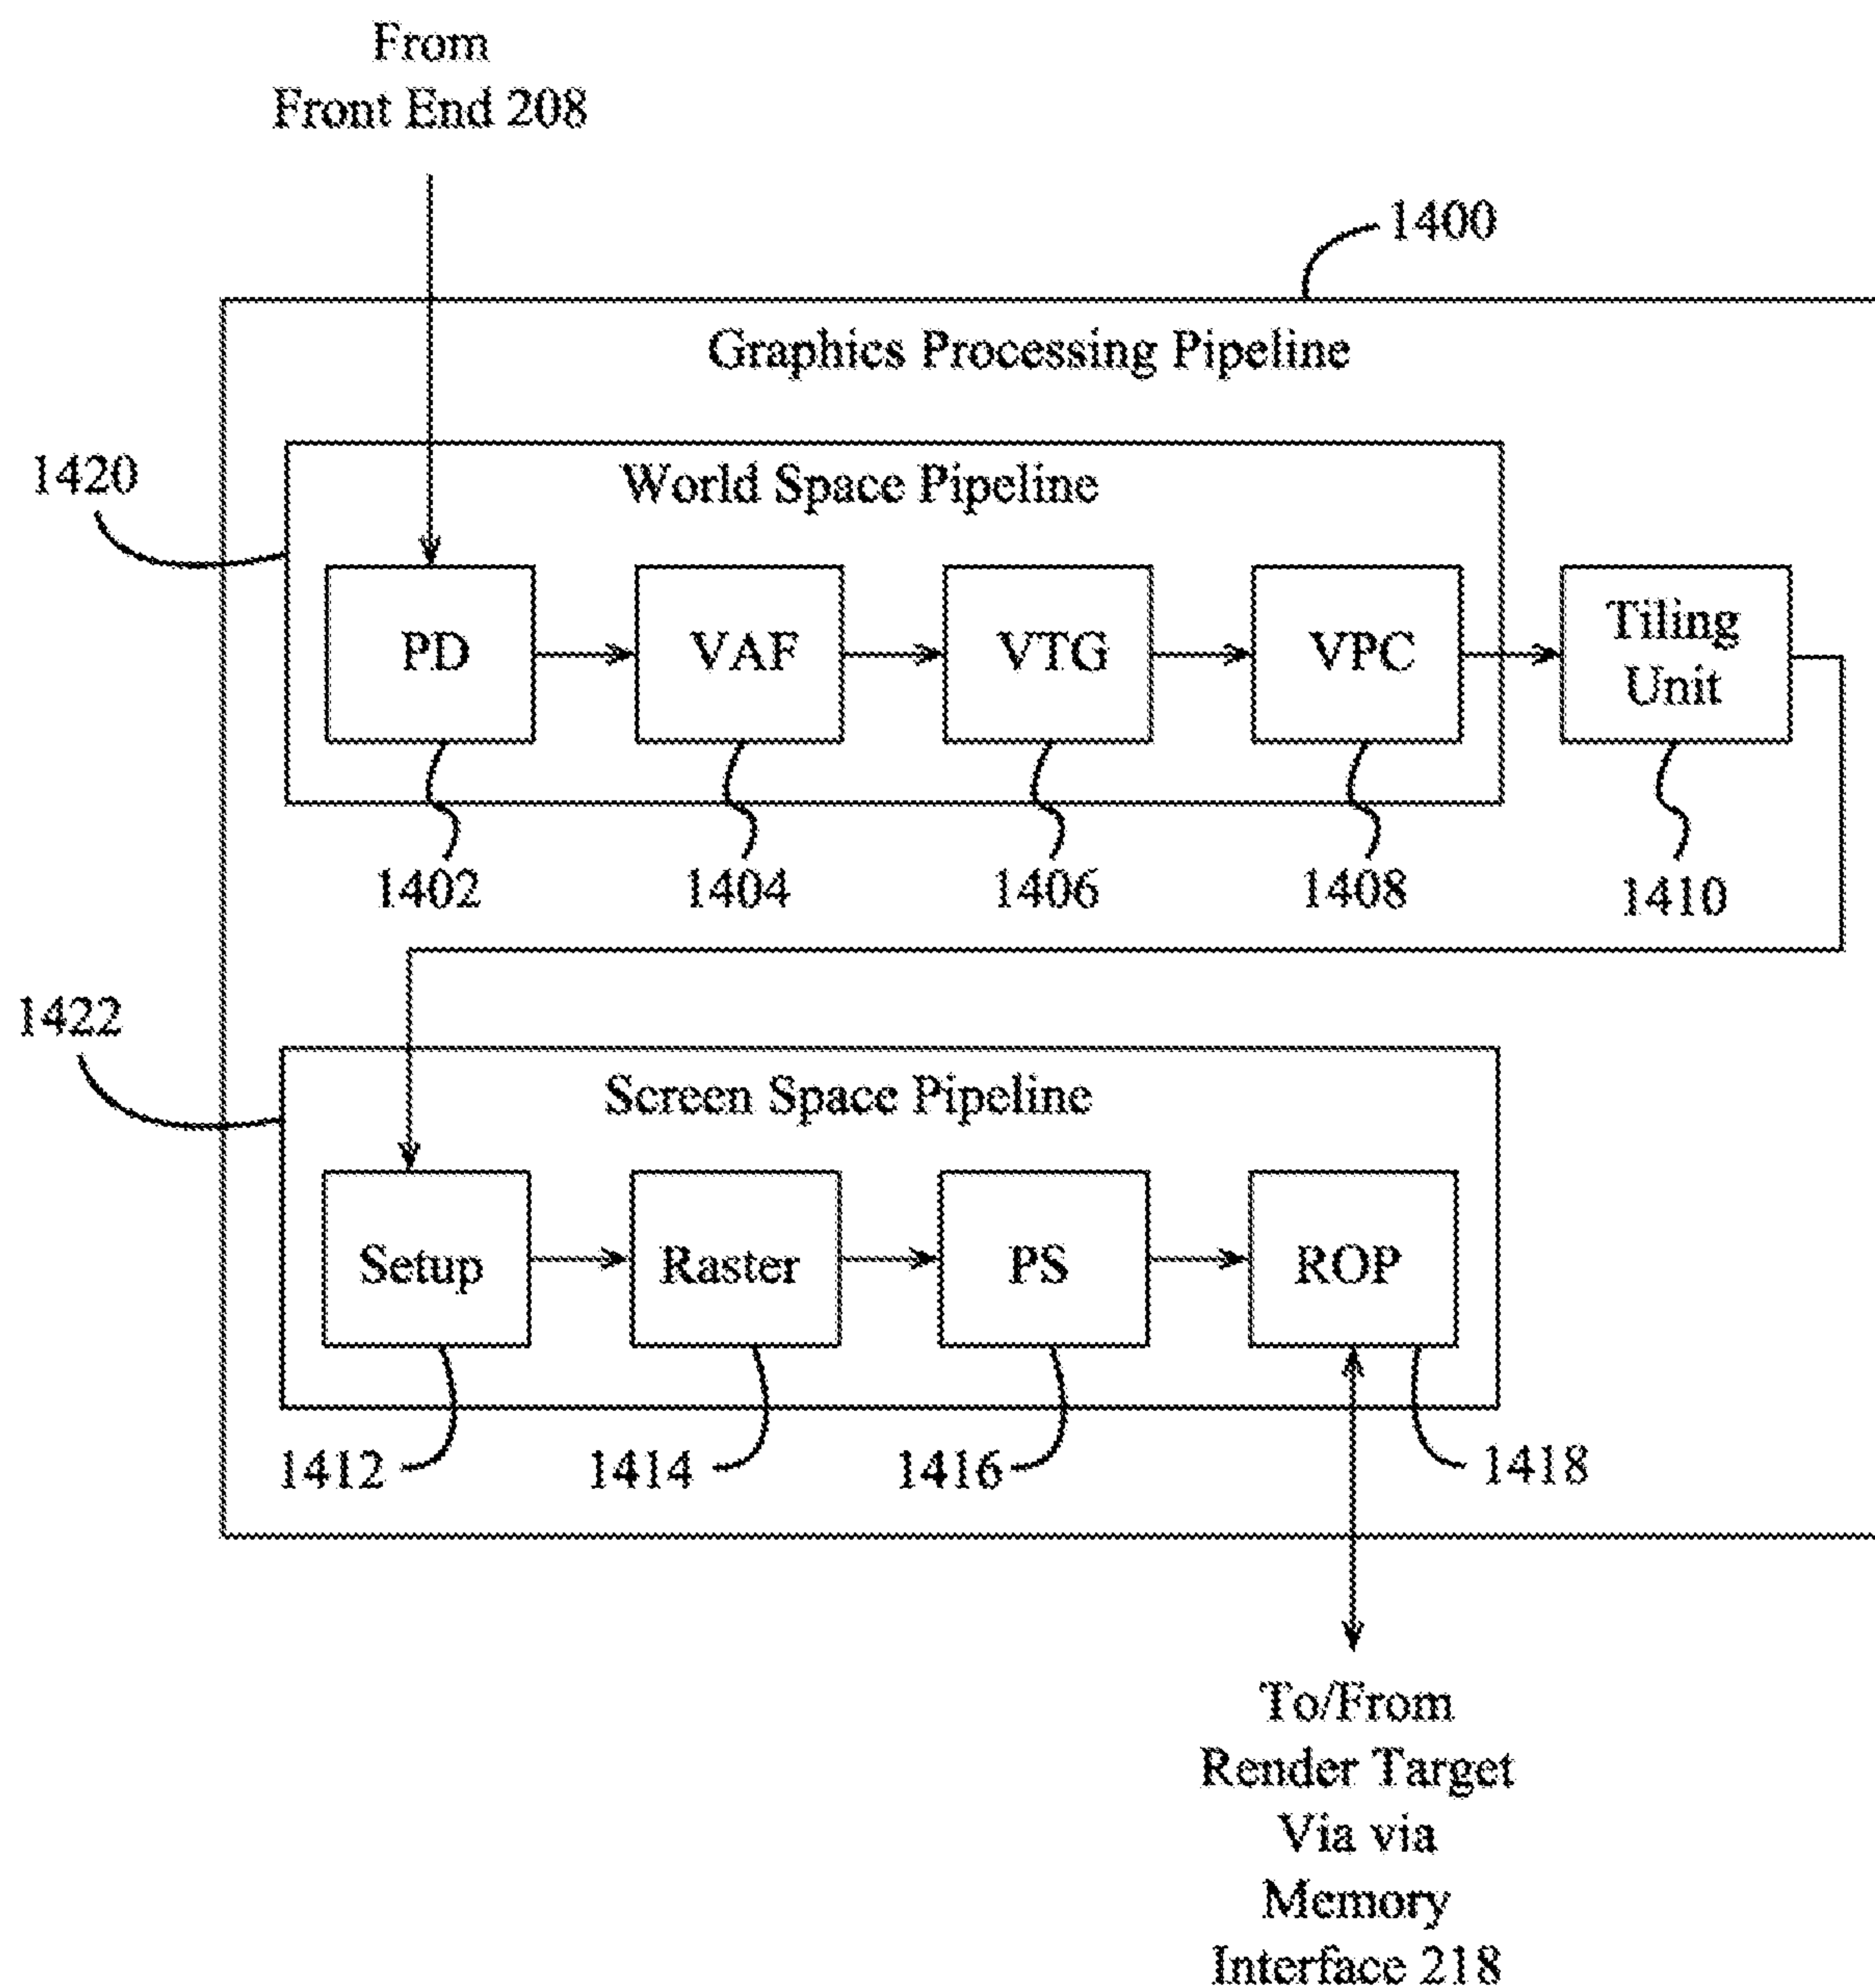 From
Front End 208
1400
Graphics Processing Pipeline
1420
World Space Pipeline
PD
VAF
VTG
VPC
Tiling
Unit
1402
1404
1406
1408
1410
1422
Screen Space Pipeline
Setup
Raster
PS
ROP
1412
1414
1416
1418
To/From
Render Target
Via via
Memory
Interface 218